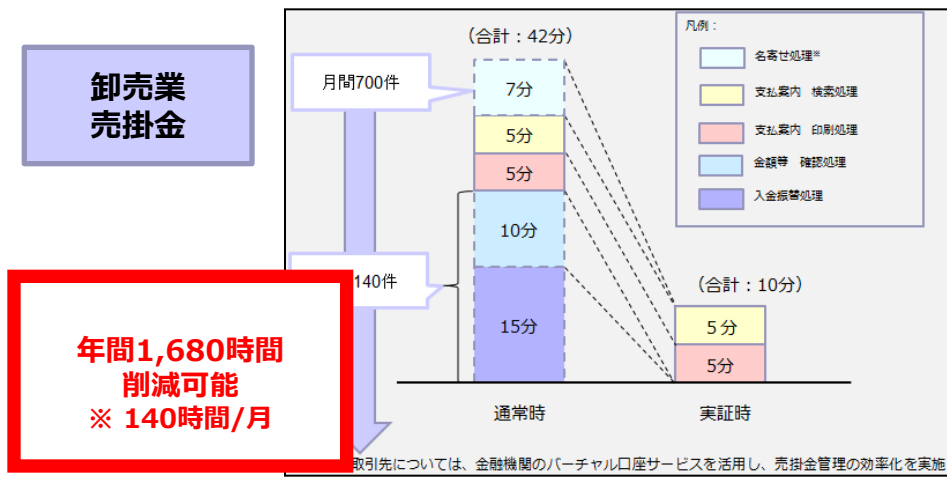 卸売業
売掛金
(合計：42分)
月間700件
7分
5分
5分
10分
140件
15分
凡例：
名寄せ処理※
支払案内　検索処理
支払案内　印刷処理
金額等　確認処理
入金振替処理
(合計：10分)
5分
5分
通常時
実証時
年間1,680時間
削減可能
※ 140時間/月
取引先については、金融機関のバーチャル口座サービスを活用し、売掛金管理の効率化を実施